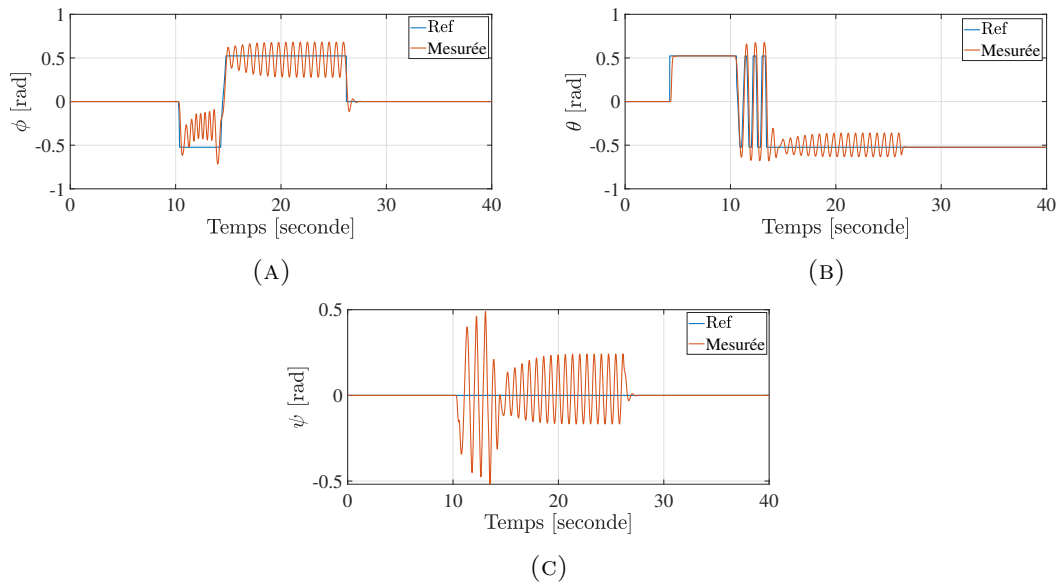 1
0.5
0
-0.5
-1
ϕ [rad]
Ref
Mesurée
0
10
20
30
40
Temps [seconde]
(A)
1
0.5
0
-0.5
-1
θ [rad]
Ref
Mesurée
0
10
20
30
40
Temps [seconde]
(B)
0.5
0
-0.5
ψ [rad]
Ref
Mesurée
0
10
20
30
40
Temps [seconde]
(C)